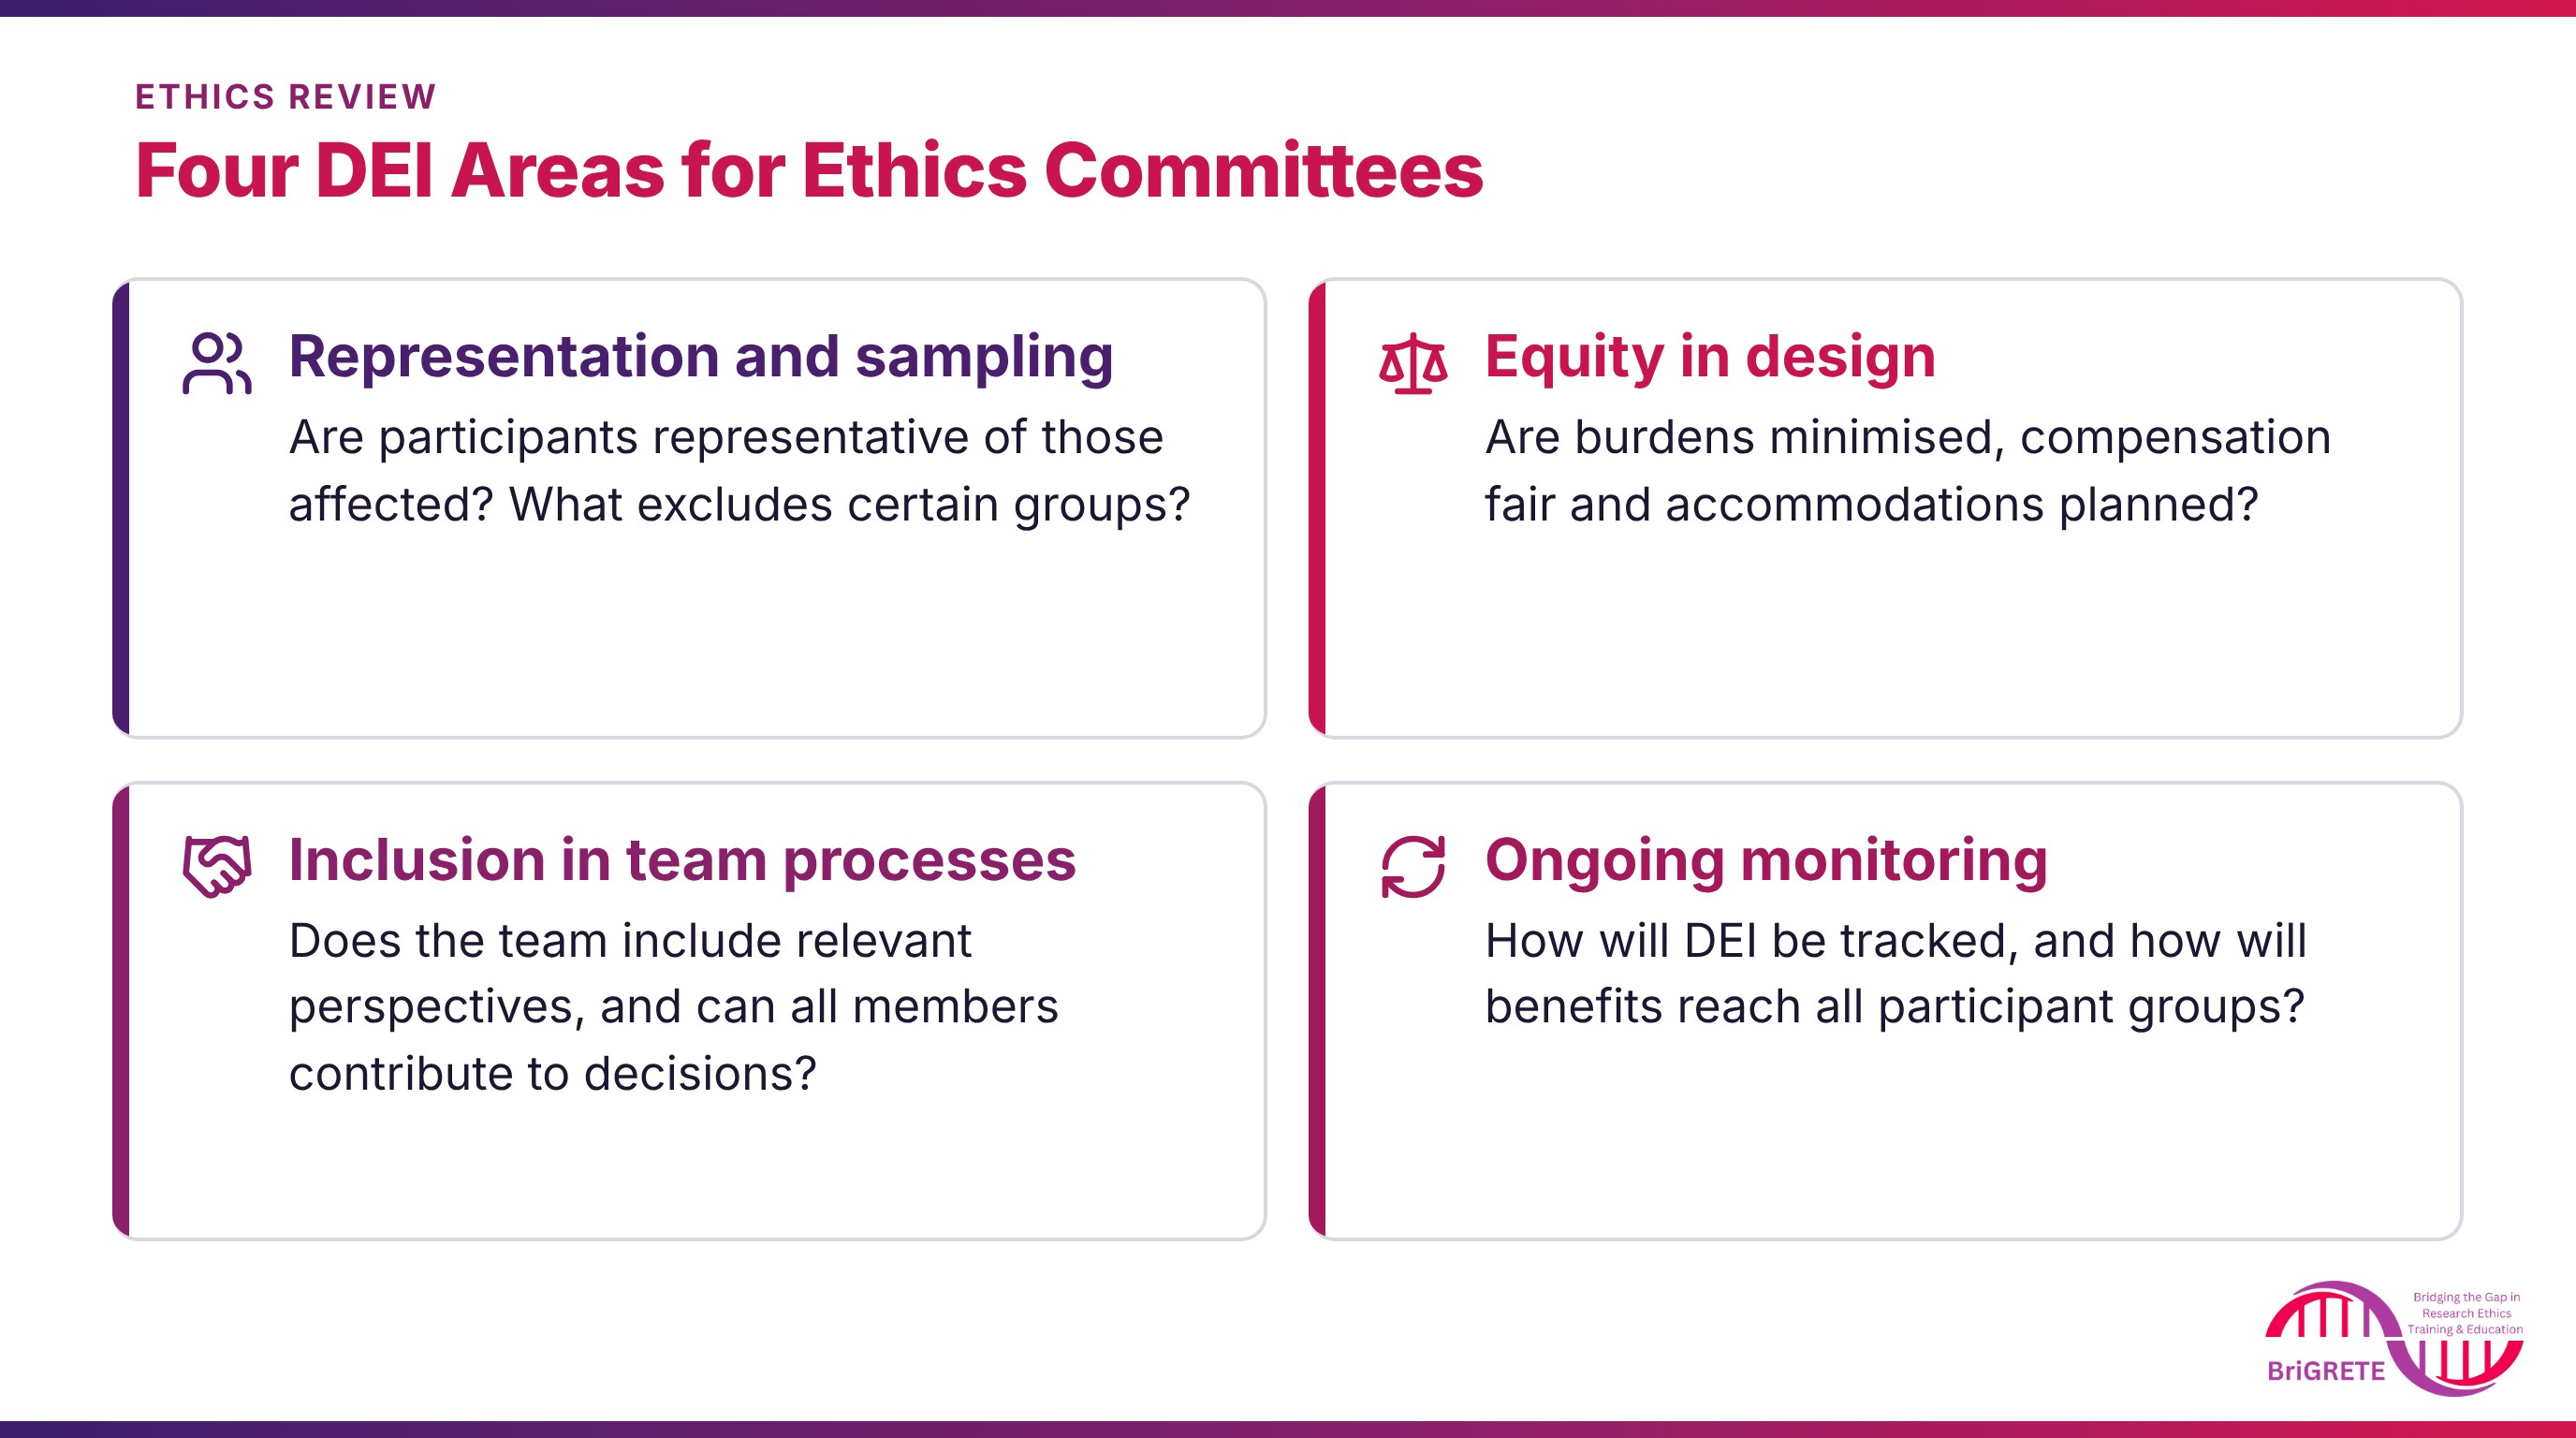 ETHICS REVIEW
Four DEI Areas for Ethics Committees
Representation and sampling
Are participants representative of those
affected? What excludes certain groups?
Equity in design
Are burdens minimised, compensation
fair and accommodations planned?
Inclusion in team processes
Does the team include relevant
perspectives, and can all members
contribute to decisions?
Ongoing monitoring
How will DEI be tracked, and how will
benefits reach all participant groups?
Bridging the Gap in
Research Ethics
Training & Education
BriGRETE